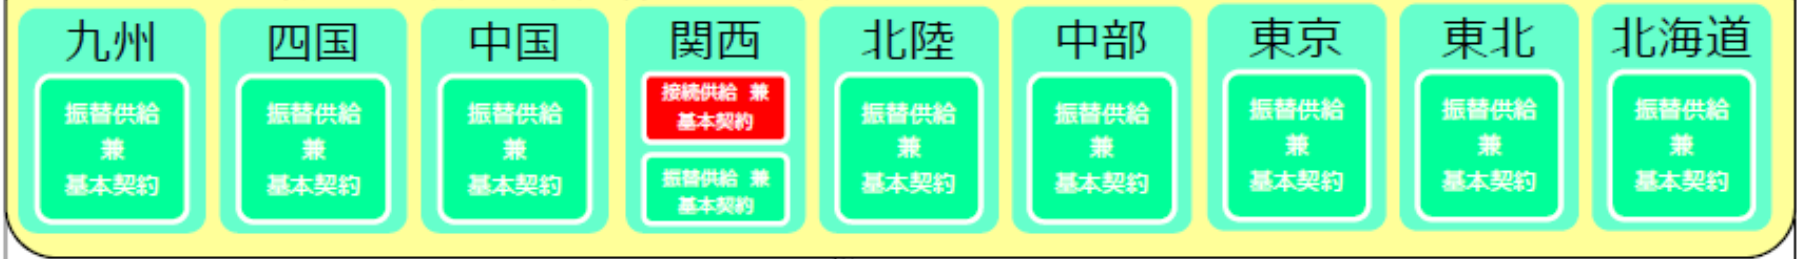 九州
振替供給
兼
基本契約
四国
振替供給
兼
基本契約
中国
振替供給
兼
基本契約
関西
接続供給 兼
基本契約
振替供給 兼
基本契約
北陸
振替供給
兼
基本契約
中部
振替供給
兼
基本契約
東京
振替供給
兼
基本契約
東北
振替供給
兼
基本契約
北海道
振替供給
兼
基本契約